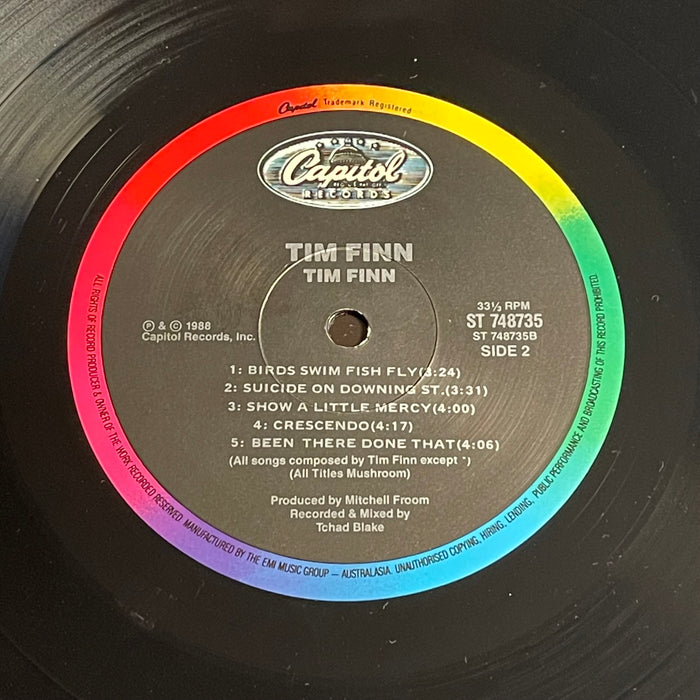 Capitol Trademark Registered
Capitol
RECORDS
TIM FINN
TIM FINN
℗ & © 1988
Capitol Records, Inc.
33⅓ RPM
ST 748735
ST 748735B
SIDE 2
1: BIRDS SWIM FISH FLY(3:24)
2: SUICIDE ON DOWNING ST.(3:31)
3: SHOW A LITTLE MERCY(4:00)
4: CRESCENDO(4:17)
5: BEEN THERE DONE THAT(4:06)
(All songs composed by Tim Finn except *)
(All Titles Mushroom)
Produced by Mitchell Froom
Recorded & Mixed by
Tchad Blake
ALL RIGHTS OF RECORD PRODUCER & OWNER OF THE WORK RECORDED RESERVED. MANUFACTURED BY THE EMI MUSIC GROUP — AUSTRALASIA. UNAUTHORISED COPYING, HIRING, LENDING, PUBLIC PERFORMANCE AND BROADCASTING OF THIS RECORD PROHIBITED.